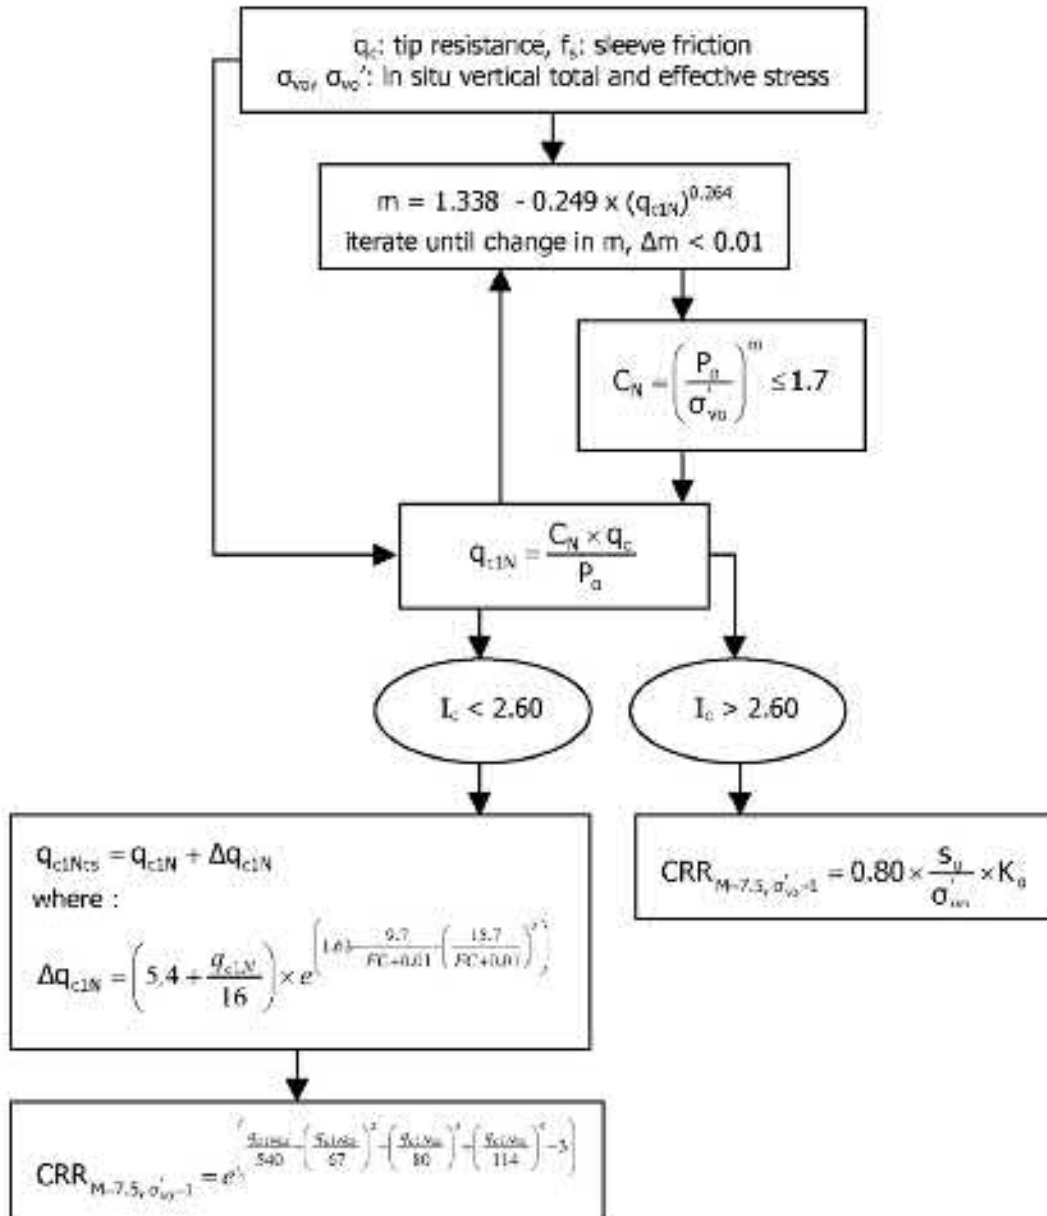 q_c: tip resistance, f_s: sleeve friction
σ_vo, σ_vo': in situ vertical total and effective stress
m = 1.338 - 0.249 x (q_c1N)^0.264
iterate until change in m, Δm < 0.01
C_N = (P_a / σ'_vo)^m ≤ 1.7
q_c1N = (C_N × q_c) / P_a
I_c < 2.60
I_c > 2.60
q_c1Ncs = q_c1N + Δq_c1N
where :
Δq_c1N = (5.4 + q_c1N / 16) × e^(1.63 - 9.7 / (FC+0.01) - (15.7 / (FC+0.01))^2)
CRR_M=7.5, σ'_vo=1 = 0.80 × s_u / σ'_vo × K_α
CRR_M=7.5, σ'_vo=1 = e^(q_c1Ncs / 540 + (q_c1Ncs / 67)^2 - (q_c1Ncs / 80)^3 + (q_c1Ncs / 114)^4 - 3)